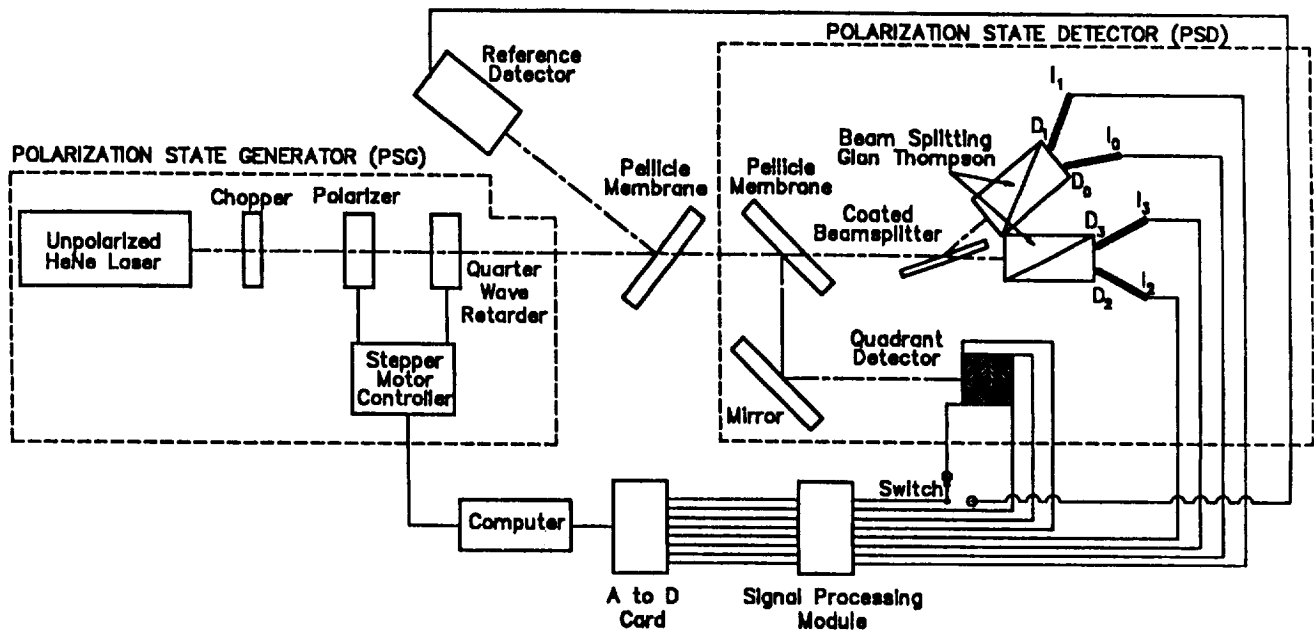 POLARIZATION STATE DETECTOR (PSD)
Reference
Detector
I₁
D₁
I₀
D₀
Beam Splitting
Glan Thompson
POLARIZATION STATE GENERATOR (PSG)
Pellicle
Membrane
Pellicle
Membrane
Chopper
Polarizer
Coated
Beamsplitter
D₃
I₃
Unpolarized
HeNe Laser
Quarter
Wave
Retarder
D₂
I₂
Stepper
Motor
Controller
Quadrant
Detector
Mirror
Switch
Computer
A to D
Card
Signal Processing
Module